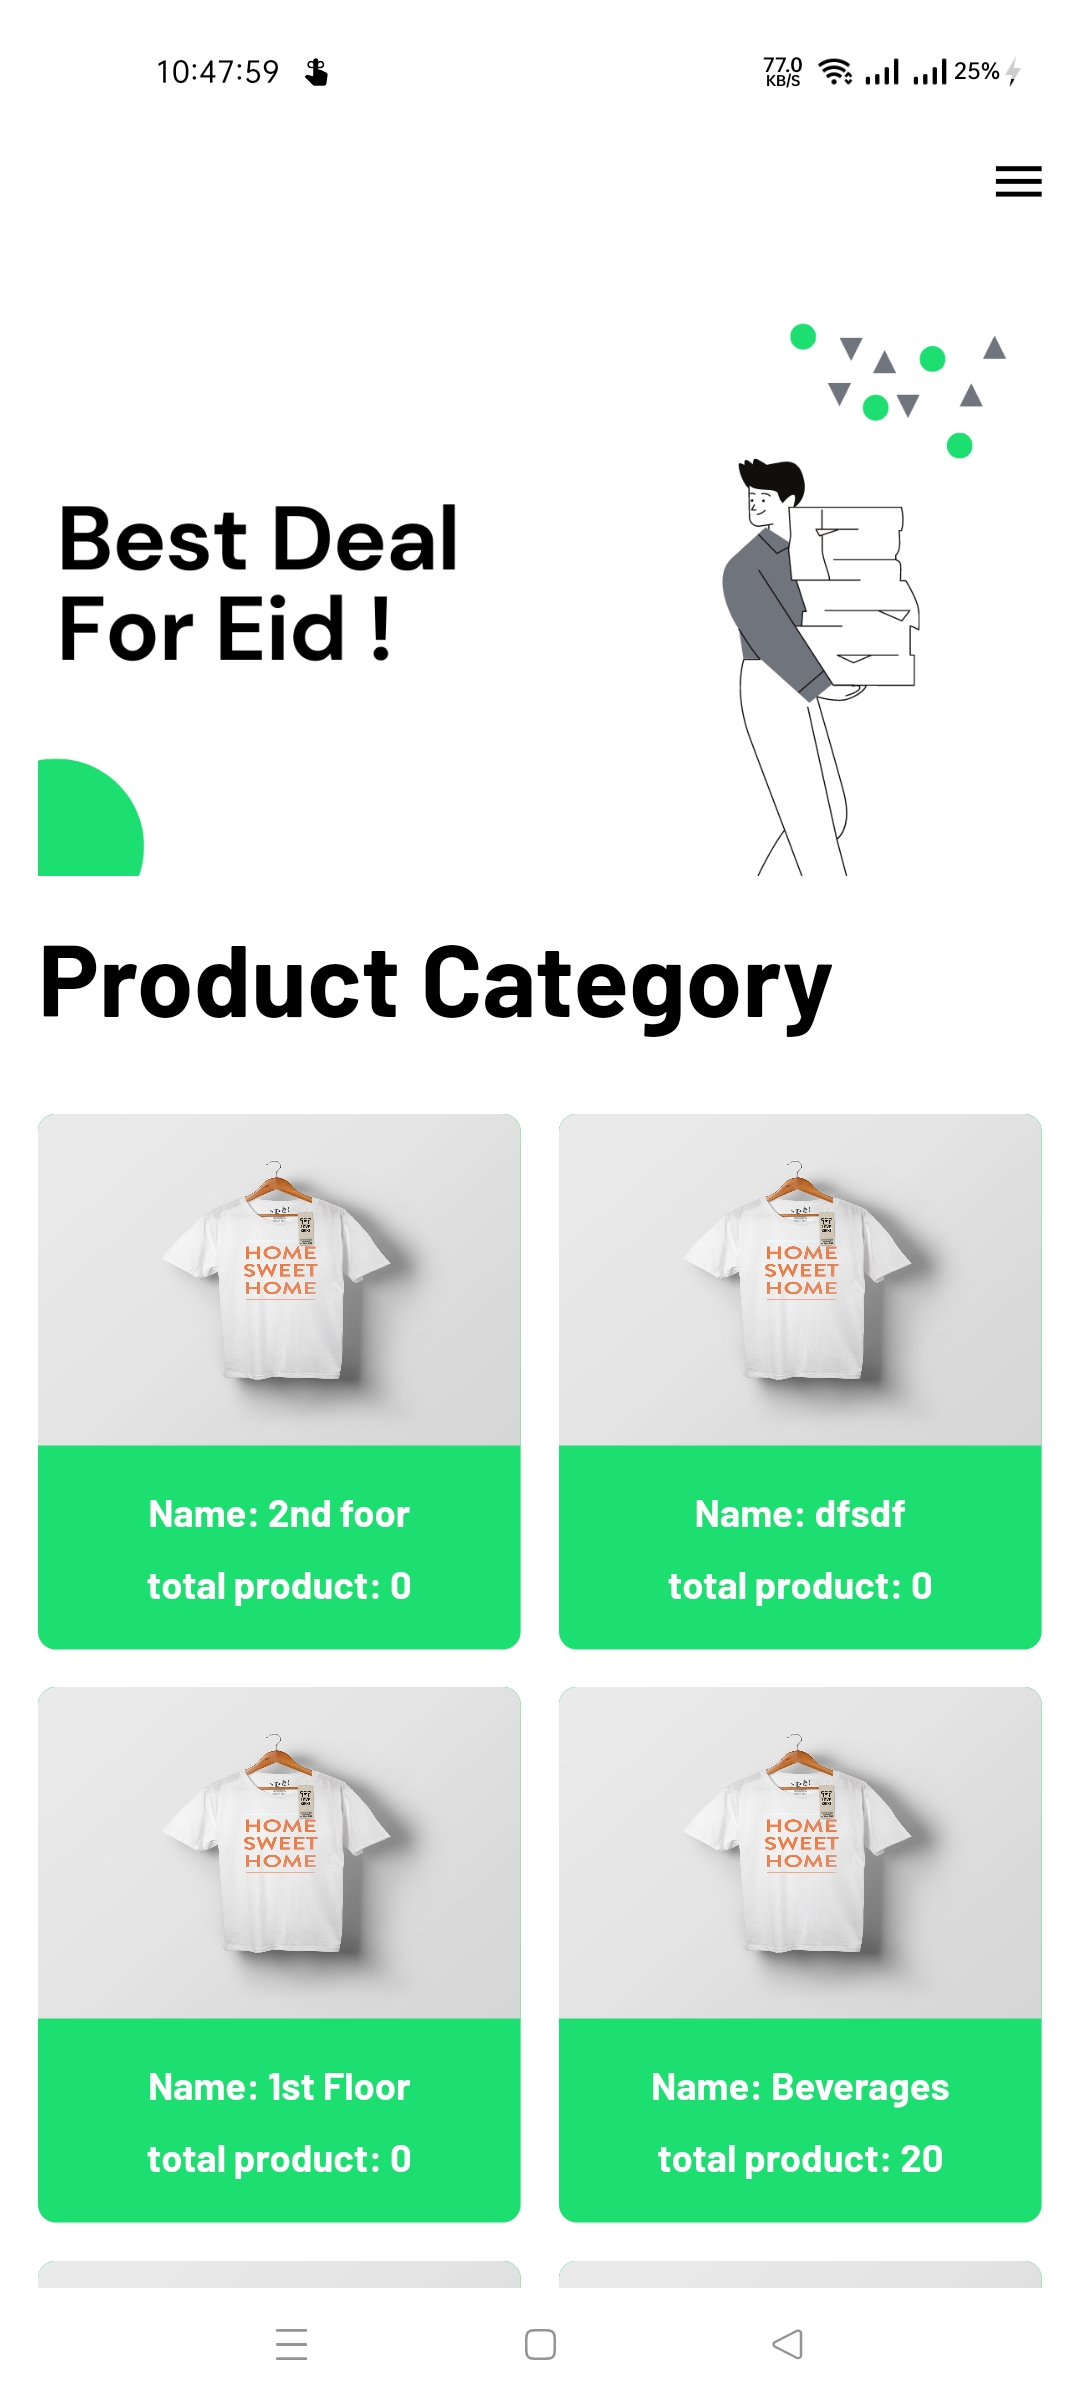 10:47:59
77.0
KB/S
25%
Best Deal
For Eid !
Product Category
HOME
SWEET
HOME
HOME
SWEET
HOME
Name: 2nd foor
total product: 0
Name: dfsdf
total product: 0
HOME
SWEET
HOME
HOME
SWEET
HOME
Name: 1st Floor
total product: 0
Name: Beverages
total product: 20